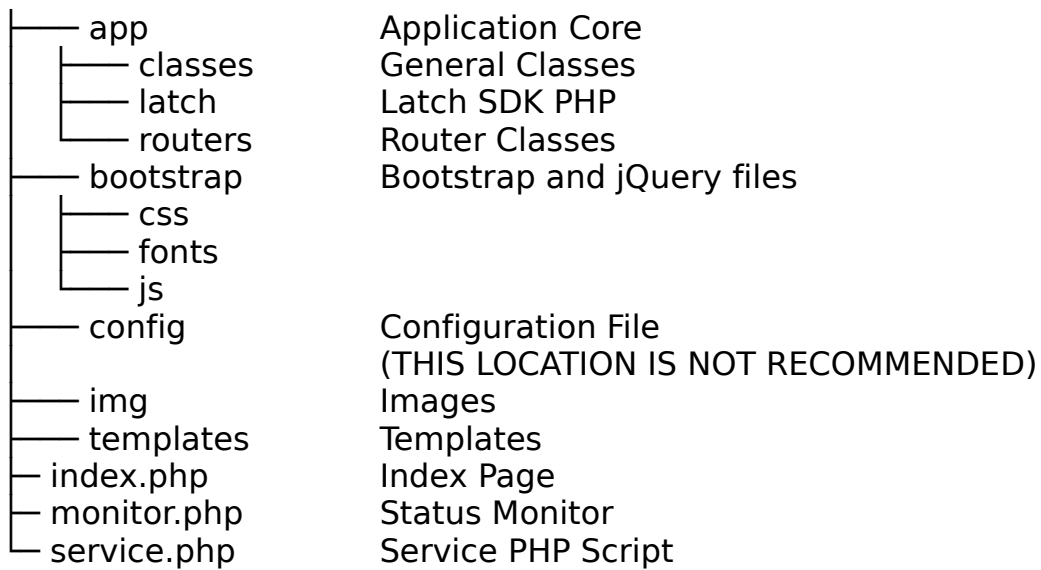 app Application Core
classes General Classes
latch Latch SDK PHP
routers Router Classes
bootstrap Bootstrap and jQuery files
css
fonts
js
config Configuration File
(THIS LOCATION IS NOT RECOMMENDED)
img Images
templates Templates
index.php Index Page
monitor.php Status Monitor
service.php Service PHP Script